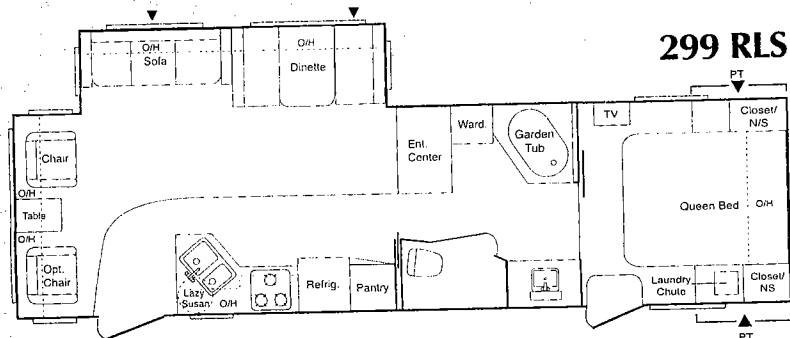 299 RLS
O/H
Sofa
O/H
Dinette
PT
TV
Closet/
N/S
Ward.
Garden
Tub
Ent.
Center
Chair
O/H
Table
O/H
Opt.
Chair
Queen Bed
O/H
Lazy
Susan
O/H
Refrig.
Pantry
Laundry
Chute
Closet/
NS
PT